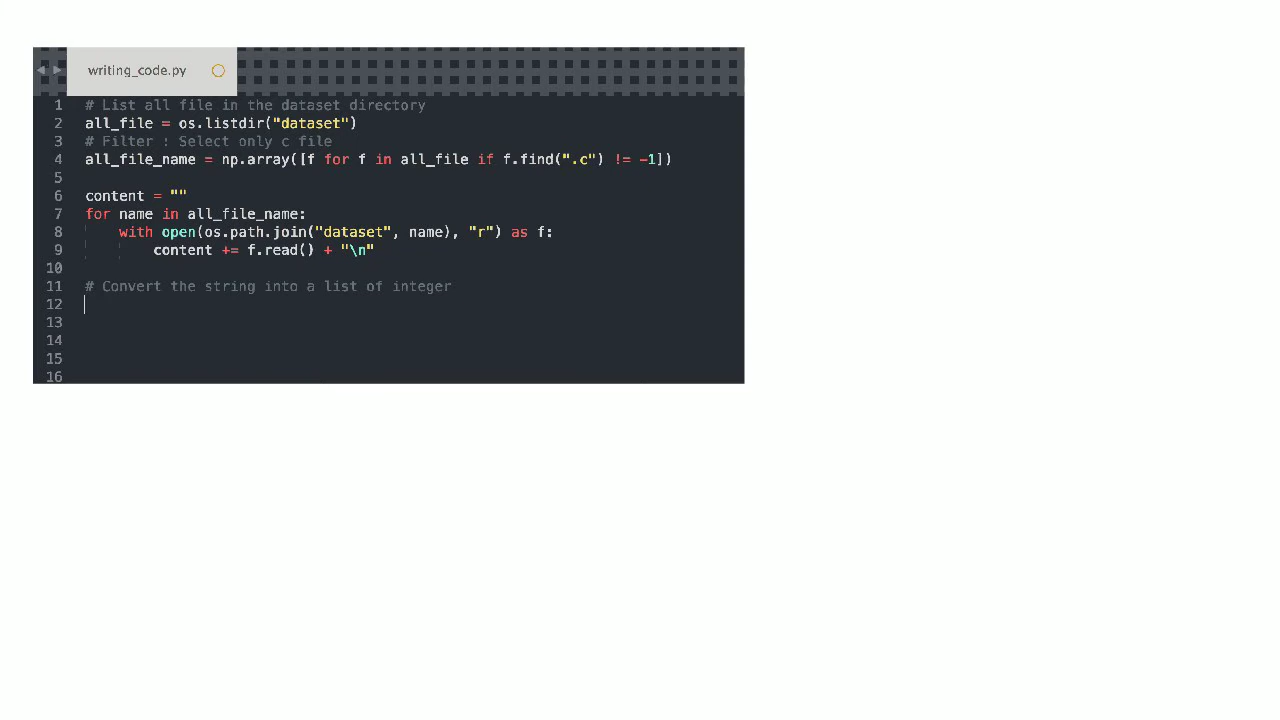 writing_code.py
1 # List all file in the dataset directory
2 all_file = os.listdir("dataset")
3 # Filter : Select only c file
4 all_file_name = np.array([f for f in all_file if f.find(".c") != -1])
5
6 content = ""
7 for name in all_file_name:
8     with open(os.path.join("dataset", name), "r") as f:
9         content += f.read() + "\n"
10
11 # Convert the string into a list of integer
12
13
14
15
16